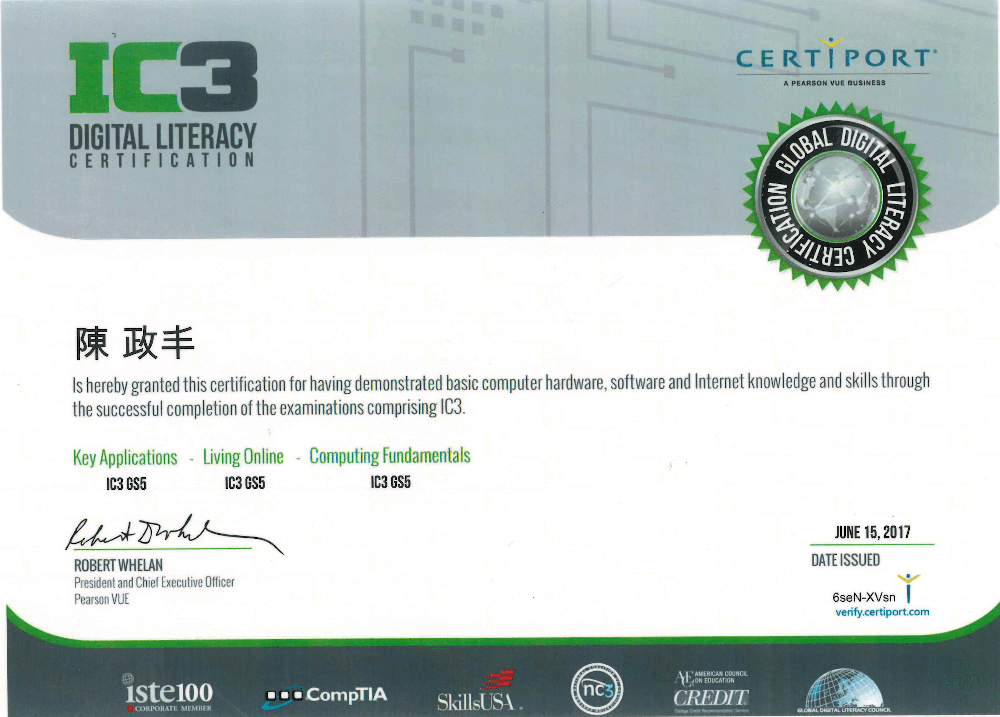 IC3
DIGITAL LITERACY
CERTIFICATION
CERTIPORT®
A PEARSON VUE BUSINESS
GLOBAL DIGITAL LITERACY CERTIFICATION
陳 政丰
Is hereby granted this certification for having demonstrated basic computer hardware, software and Internet knowledge and skills through
the successful completion of the examinations comprising IC3.
Key Applications - Living Online - Computing Fundamentals
IC3 GS5 IC3 GS5 IC3 GS5
ROBERT WHELAN
President and Chief Executive Officer
Pearson VUE
JUNE 15, 2017
DATE ISSUED
6seN-XVsn
verify.certiport.com
iste100
CORPORATE MEMBER
CompTIA
SkillsUSA
nc3
AMERICAN COUNCIL
ON EDUCATION
CREDIT
College Credit Recommendation Service
GLOBAL DIGITAL LITERACY COUNCIL